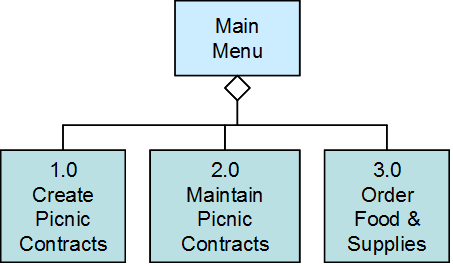 Main
Menu
1.0
Create
Picnic
Contracts
2.0
Maintain
Picnic
Contracts
3.0
Order
Food &
Supplies